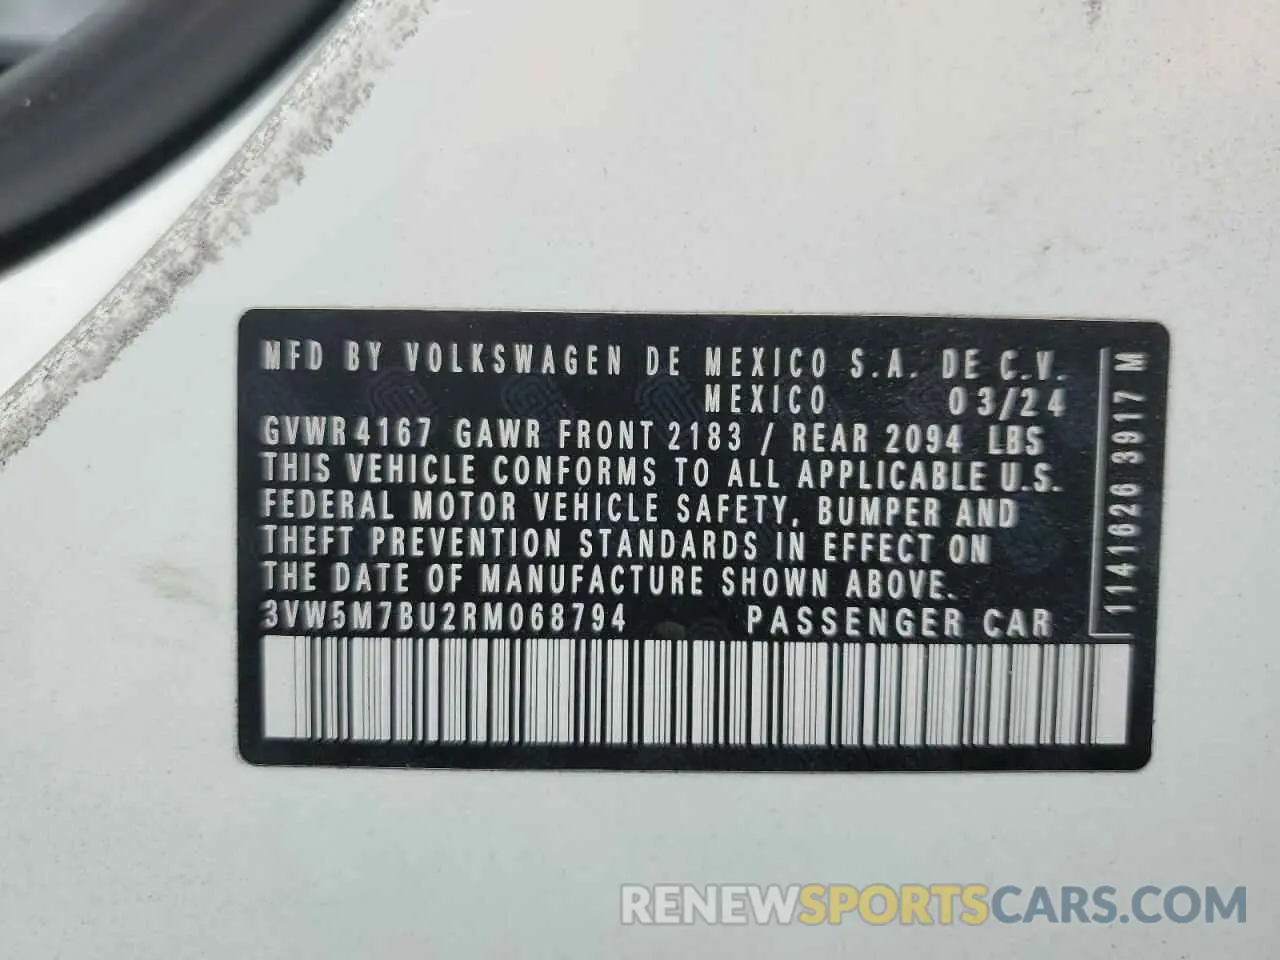 MFD BY VOLKSWAGEN DE MEXICO S.A. DE C.V.
MEXICO 03/24
GVWR 4167 GAWR FRONT 2183 / REAR 2094 LBS
THIS VEHICLE CONFORMS TO ALL APPLICABLE U.S.
FEDERAL MOTOR VEHICLE SAFETY, BUMPER AND
THEFT PREVENTION STANDARDS IN EFFECT ON
THE DATE OF MANUFACTURE SHOWN ABOVE.
3VW5M7BU2RM068794 PASSENGER CAR
1141626 3917 M
RENEWSPORTSCARS.COM